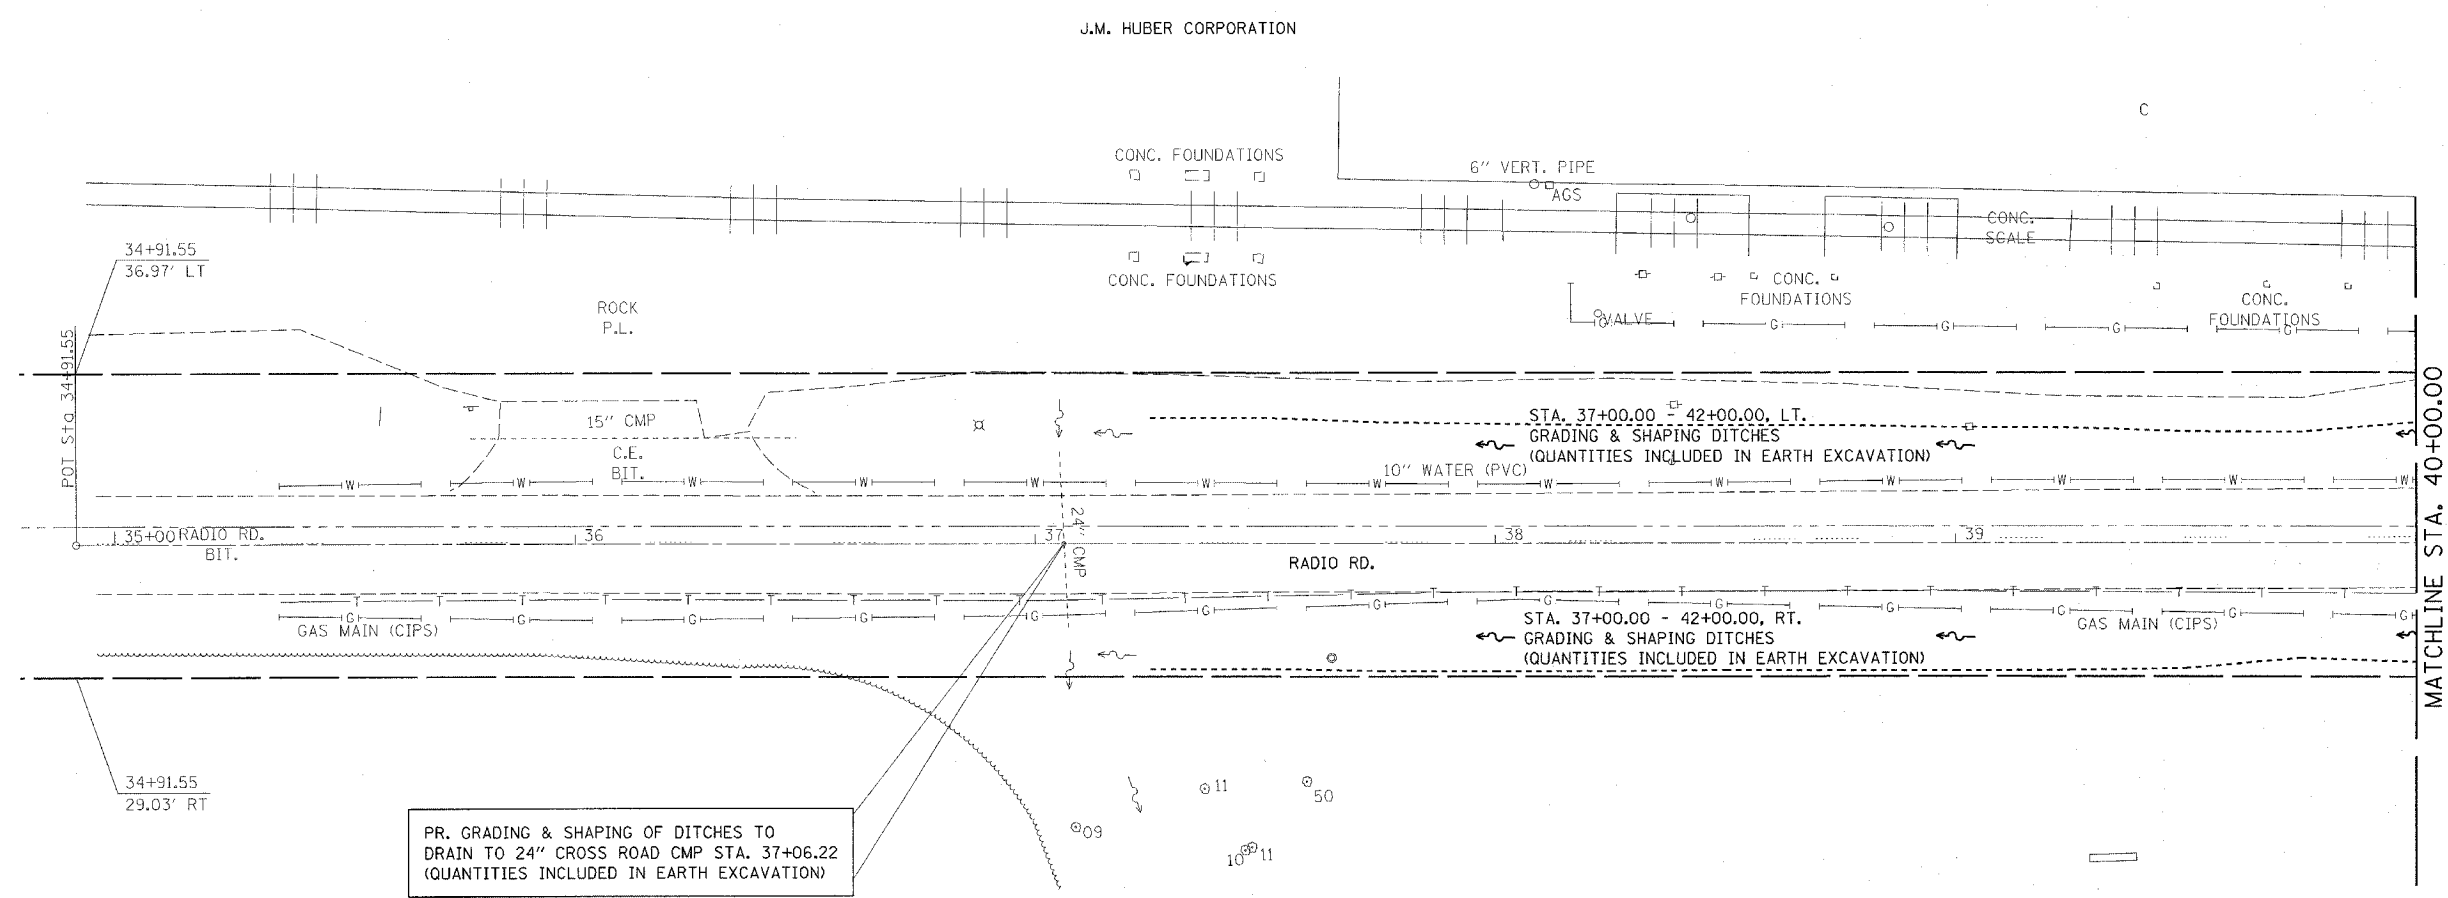 J.M. HUBER CORPORATION
C
CONC. FOUNDATIONS
6" VERT. PIPE
AGS
CONC.
SCALE
34+91.55
36.97' LT
CONC. FOUNDATIONS
CONC.
FOUNDATIONS
CONC.
FOUNDATIONS
ROCK
P.L.
VALVE
G G G G
POT Sta 34+91.55
15" CMP
C.E.
BIT.
STA. 37+00.00 - 42+00.00, LT.
GRADING & SHAPING DITCHES
(QUANTITIES INCLUDED IN EARTH EXCAVATION)
10" WATER (PVC)
W W W W W W W W W W W W W
24" CMP
35+00 RADIO RD.
BIT.
36
37
38
39
RADIO RD.
MATCHLINE STA. 40+00.00
T T T T T T T T T T T T T T T T T T T T T T T T T
G G G G G G G G G G G G G
GAS MAIN (CIPS)
GAS MAIN (CIPS)
STA. 37+00.00 - 42+00.00, RT.
GRADING & SHAPING DITCHES
(QUANTITIES INCLUDED IN EARTH EXCAVATION)
34+91.55
29.03' RT
11
50
09
10
11
PR. GRADING & SHAPING OF DITCHES TO
DRAIN TO 24" CROSS ROAD CMP STA. 37+06.22
(QUANTITIES INCLUDED IN EARTH EXCAVATION)